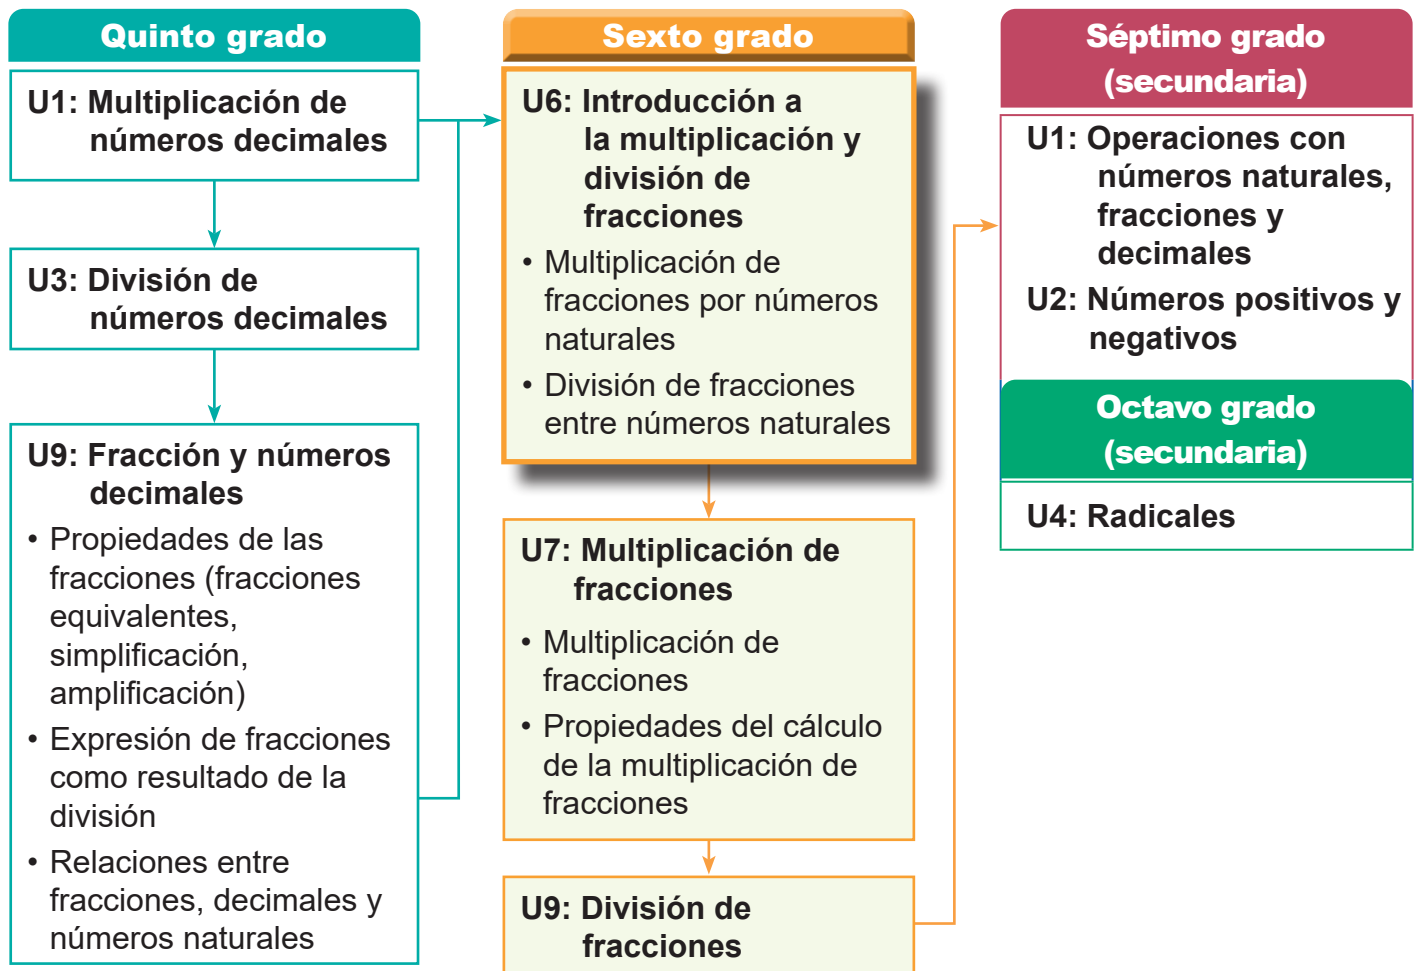 Quinto grado
U1: Multiplicación de
números decimales
U3: División de
números decimales
U9: Fracción y números
decimales
• Propiedades de las
fracciones (fracciones
equivalentes,
simplificación,
amplificación)
• Expresión de fracciones
como resultado de la
división
• Relaciones entre
fracciones, decimales y
números naturales
Sexto grado
U6: Introducción a
la multiplicación y
división de
fracciones
• Multiplicación de
fracciones por números
naturales
• División de fracciones
entre números naturales
U7: Multiplicación de
fracciones
• Multiplicación de
fracciones
• Propiedades del cálculo
de la multiplicación de
fracciones
U9: División de
fracciones
Séptimo grado
(secundaria)
U1: Operaciones con
números naturales,
fracciones y
decimales
U2: Números positivos y
negativos
Octavo grado
(secundaria)
U4: Radicales